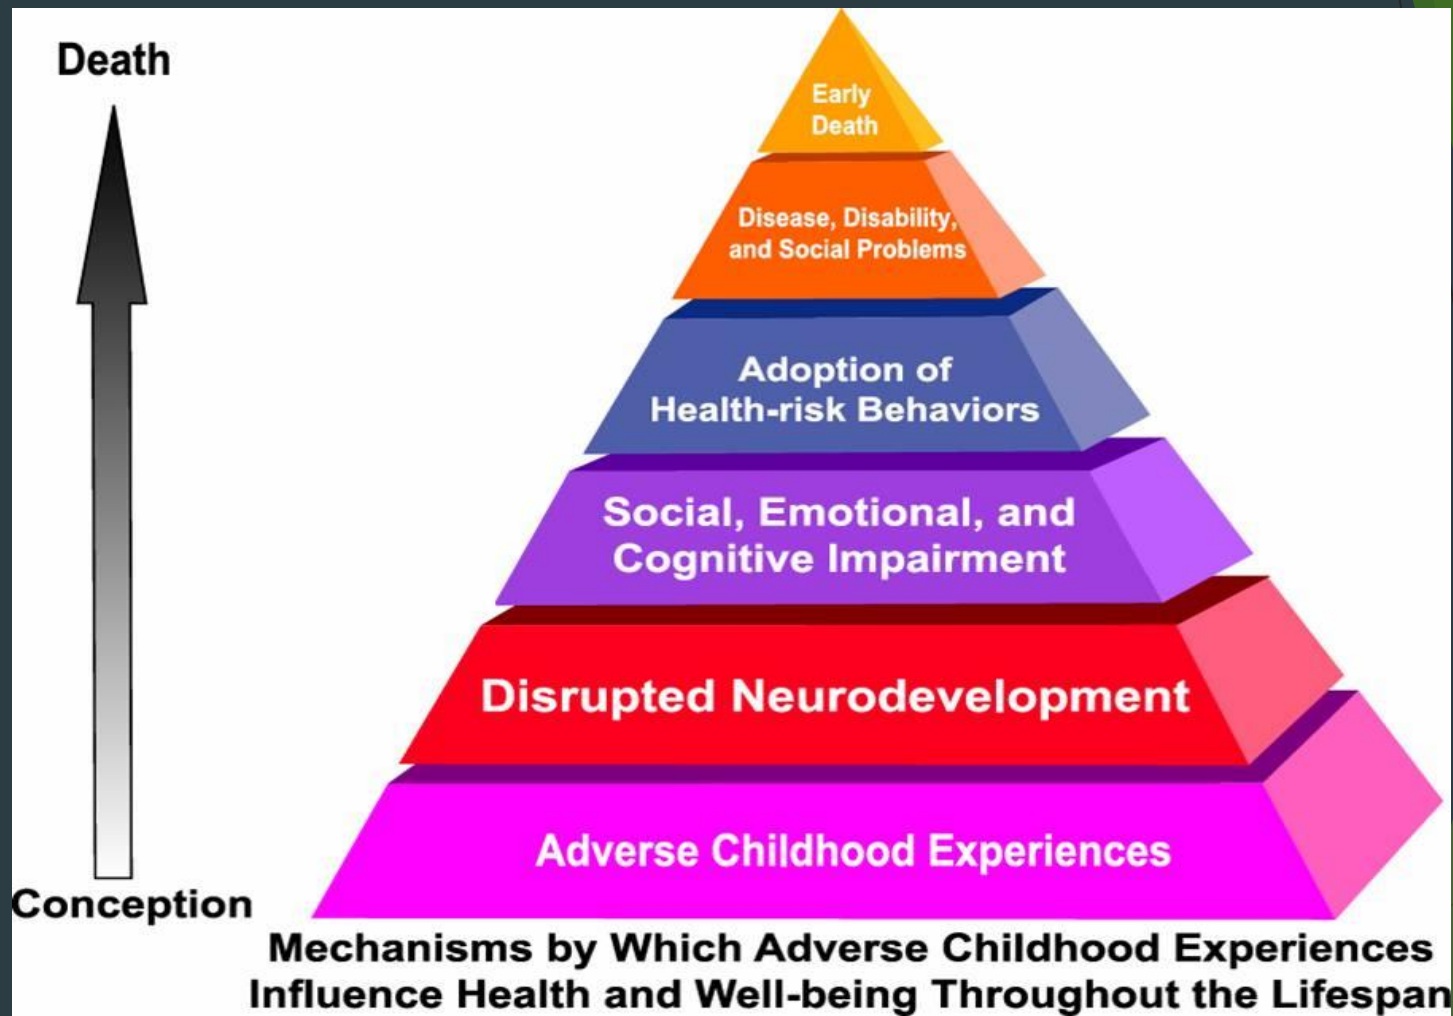 Death
Early
Death
Disease, Disability,
and Social Problems
Adoption of
Health-risk Behaviors
Social, Emotional, and
Cognitive Impairment
Disrupted Neurodevelopment
Adverse Childhood Experiences
Conception
Mechanisms by Which Adverse Childhood Experiences
Influence Health and Well-being Throughout the Lifespan